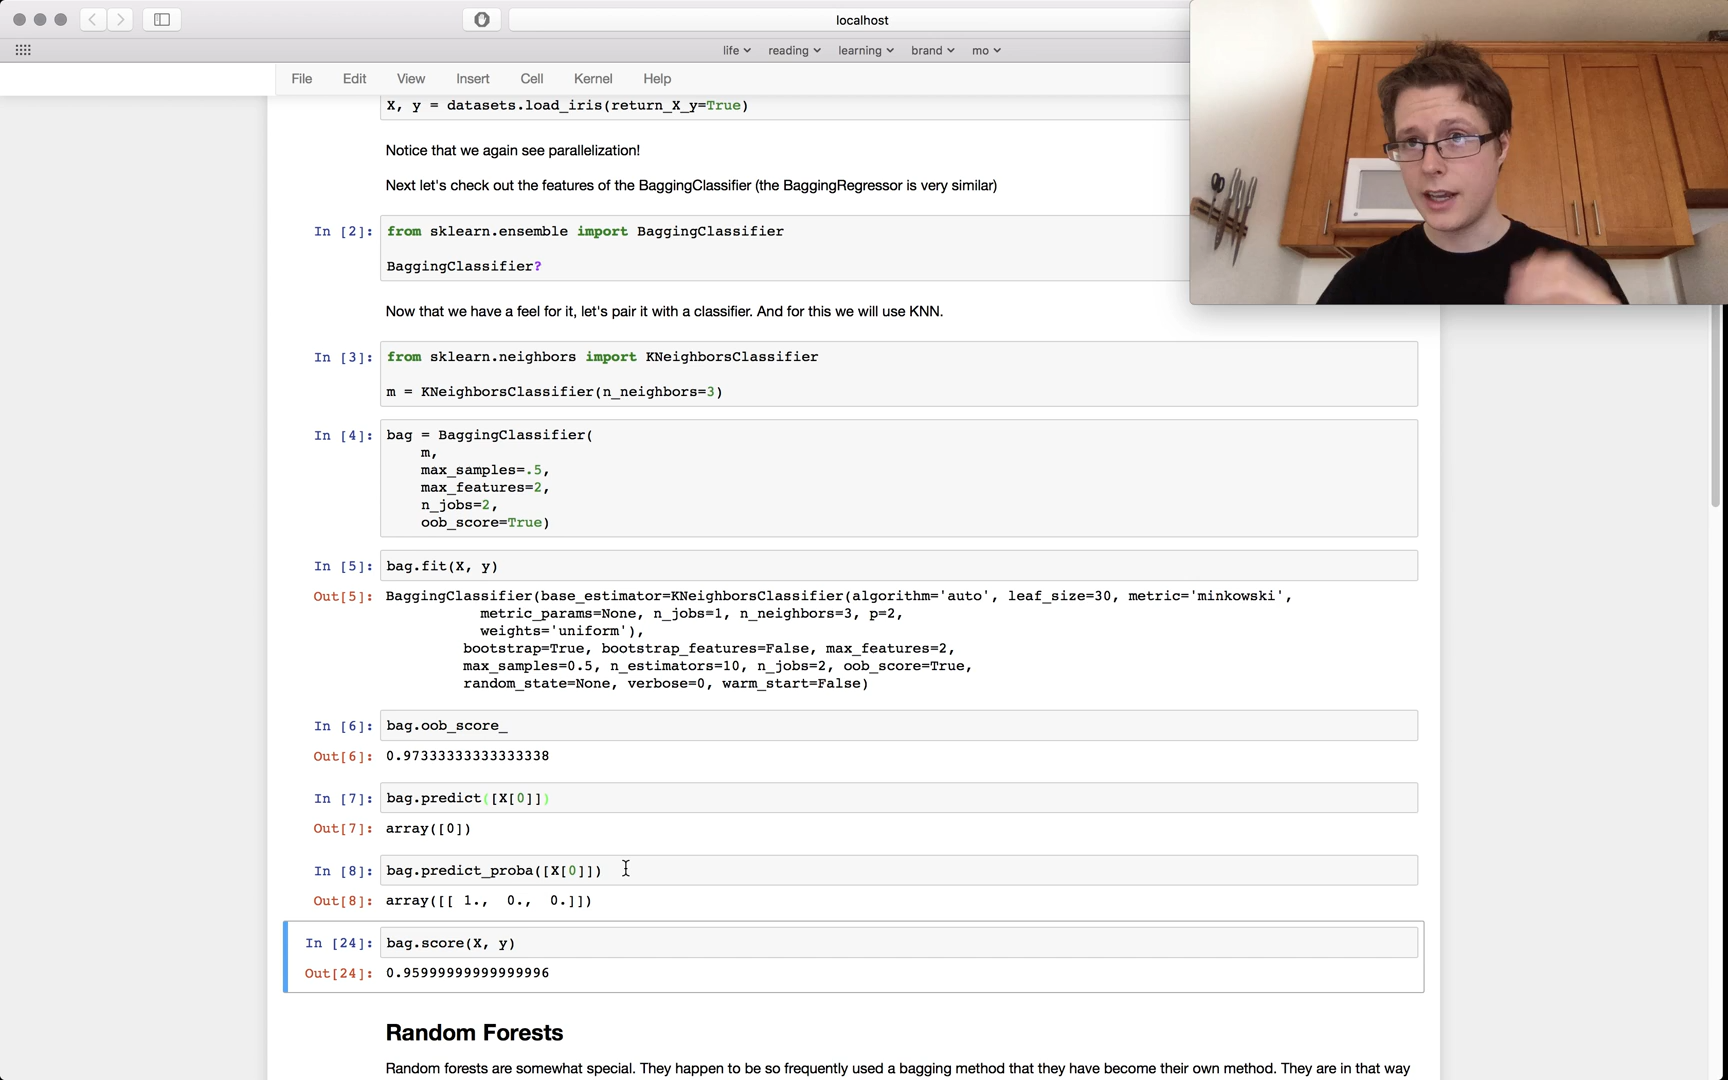 localhost
life reading learning brand mo
File Edit View Insert Cell Kernel Help
X, y = datasets.load_iris(return_X_y=True)
Notice that we again see parallelization!
Next let's check out the features of the BaggingClassifier (the BaggingRegressor is very similar)
In [2]: from sklearn.ensemble import BaggingClassifier
BaggingClassifier?
Now that we have a feel for it, let's pair it with a classifier. And for this we will use KNN.
In [3]: from sklearn.neighbors import KNeighborsClassifier
m = KNeighborsClassifier(n_neighbors=3)
In [4]: bag = BaggingClassifier(
m,
max_samples=.5,
max_features=2,
n_jobs=2,
oob_score=True)
In [5]: bag.fit(X, y)
Out[5]: BaggingClassifier(base_estimator=KNeighborsClassifier(algorithm='auto', leaf_size=30, metric='minkowski',
metric_params=None, n_jobs=1, n_neighbors=3, p=2,
weights='uniform'),
bootstrap=True, bootstrap_features=False, max_features=2,
max_samples=0.5, n_estimators=10, n_jobs=2, oob_score=True,
random_state=None, verbose=0, warm_start=False)
In [6]: bag.oob_score_
Out[6]: 0.97333333333333338
In [7]: bag.predict([X[0]])
Out[7]: array([0])
In [8]: bag.predict_proba([X[0]])
Out[8]: array([[ 1., 0., 0.]])
In [24]: bag.score(X, y)
Out[24]: 0.95999999999999996
Random Forests
Random forests are somewhat special. They happen to be so frequently used a bagging method that they have become their own method. They are in that way